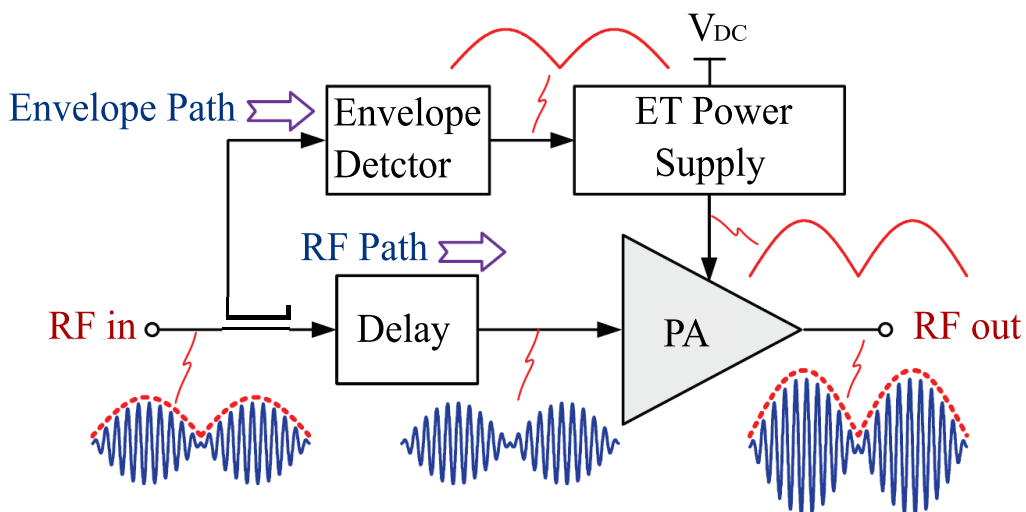 VDC
Envelope Path
Envelope
Detctor
ET Power
Supply
RF Path
RF in
Delay
PA
RF out